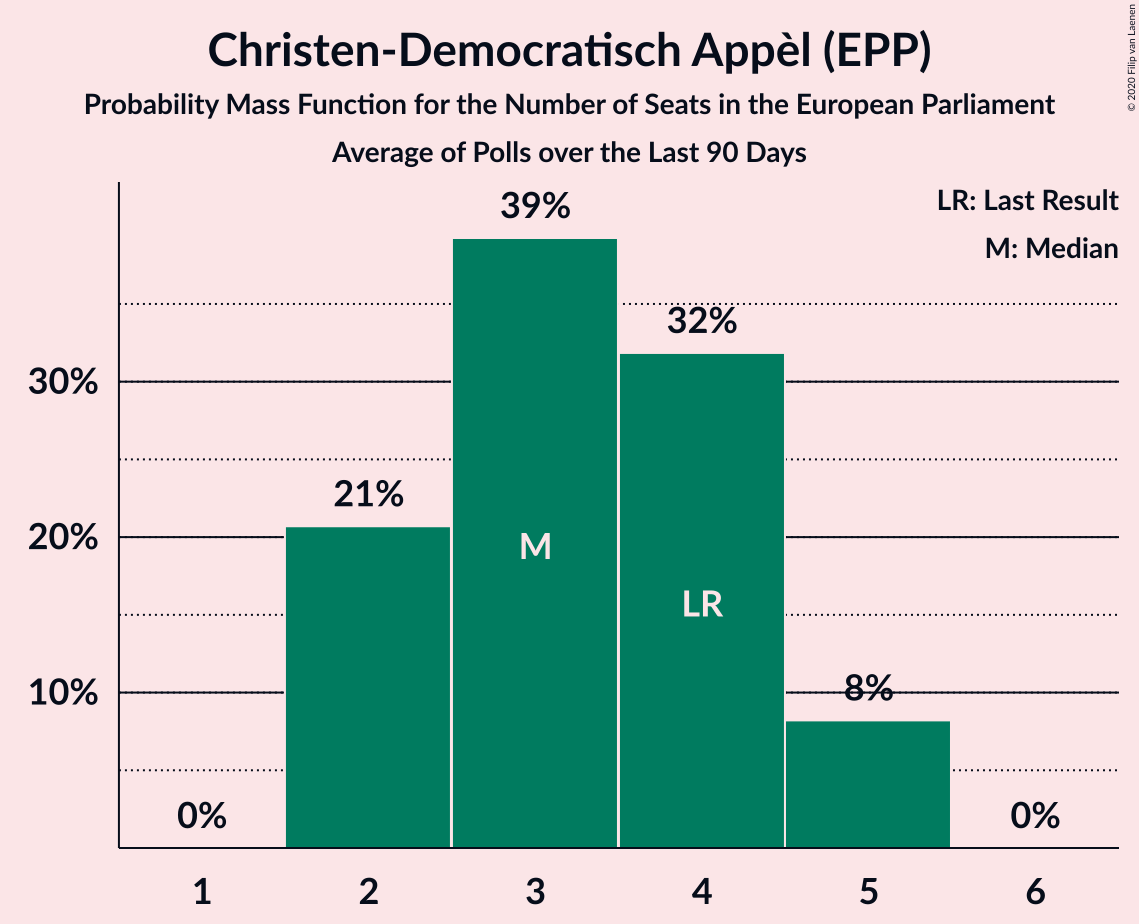 Christen-Democratisch Appèl (EPP)
Probability Mass Function for the Number of Seats in the European Parliament
Average of Polls over the Last 90 Days
© 2020 Filip van Laenen
LR: Last Result
M: Median
39%
32%
30%
21%
20%
M
LR
10%
8%
0%
0%
1 2 3 4 5 6